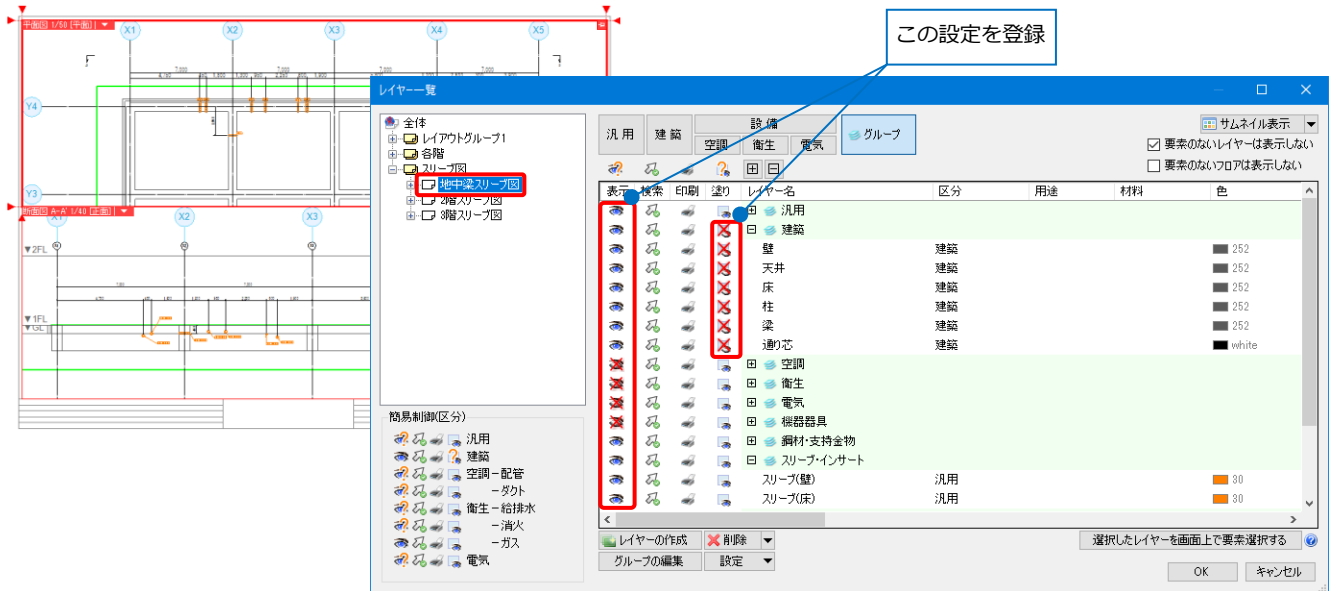 この設定を登録
平面図 1/50 [平面]
X1 X2 X3 X4 X5
7,000 7,000 7,000 7,000
Y4
Y3
断面図 A-A' 1/40 [正面]
X1 X2 X3
▼2FL
▼1FL
▼GL
レイヤー一覧
全体
レイアウトグループ1
各階
スリーブ図
地中梁スリーブ図
2階スリーブ図
3階スリーブ図
簡易制御(区分)
汎用
建築
空調-配管
-ダクト
衛生-給排水
-消火
-ガス
電気
汎用 建築 設備 グループ
空調 衛生 電気
サムネイル表示
要素のないレイヤーは表示しない
要素のないフロアは表示しない
表示 検索 印刷 塗り レイヤー名 区分 用途 材料 色
汎用
建築
壁 建築 252
天井 建築 252
床 建築 252
柱 建築 252
梁 建築 252
通り芯 建築 white
空調
衛生
電気
機器器具
鋼材・支持金物
スリーブ・インサート
スリーブ(壁) 汎用 30
スリーブ(床) 汎用 30
レイヤーの作成 削除 選択したレイヤーを画面上で要素選択する
グループの編集 設定
OK キャンセル